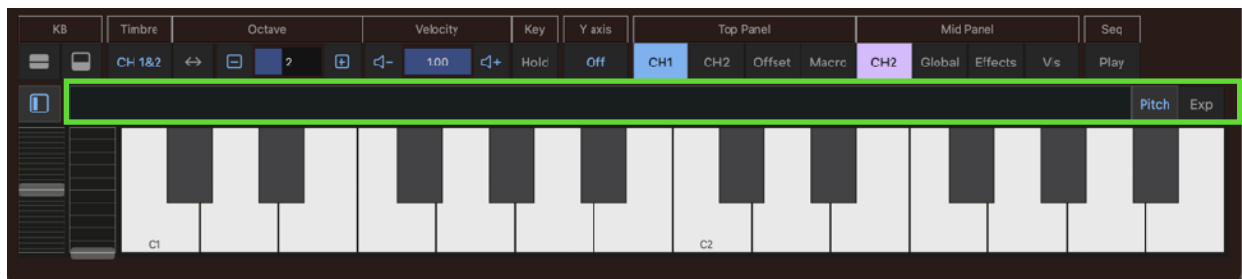 KB Timbre Octave Velocity Key Y axis Top Panel Mid Panel Seq
CH 1&2 2 100 Hold Off CH1 CH2 Offset Macro CH2 Global Effects Vis Play
Pitch Exp
C1 C2